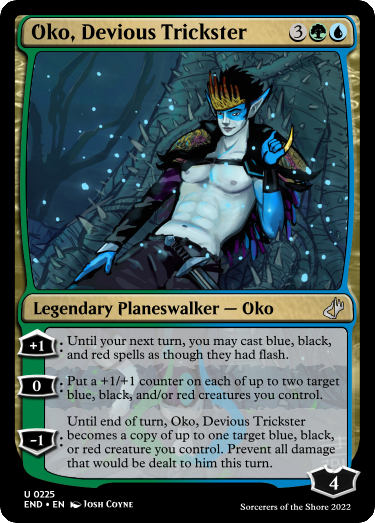 Oko, Devious Trickster 3
Legendary Planeswalker — Oko
+1: Until your next turn, you may cast blue, black,
and red spells as though they had flash.
0: Put a +1/+1 counter on each of up to two target
blue, black, and/or red creatures you control.
Until end of turn, Oko, Devious Trickster
-1: becomes a copy of up to one target blue, black,
or red creature you control. Prevent all damage
that would be dealt to him this turn.
4
U 0225
END • EN Josh Coyne
Sorcerers of the Shore 2022